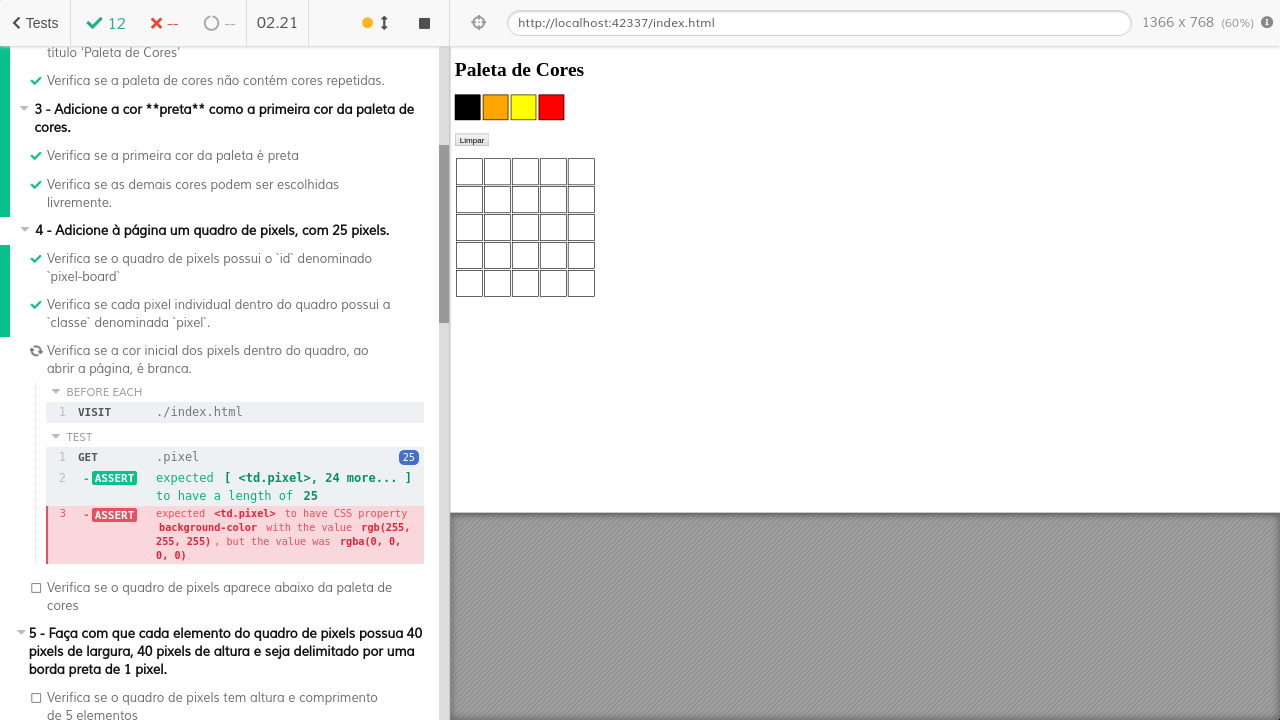 Tests
12
--
--
02.21
http://localhost:42337/index.html
1366 x 768 (60%)
título 'Paleta de Cores'
Verifica se a paleta de cores não contém cores repetidas.
3 - Adicione a cor **preta** como a primeira cor da paleta de
cores.
Verifica se a primeira cor da paleta é preta
Verifica se as demais cores podem ser escolhidas
livremente.
4 - Adicione à página um quadro de pixels, com 25 pixels.
Verifica se o quadro de pixels possui o `id` denominado
`pixel-board`
Verifica se cada pixel individual dentro do quadro possui a
`classe` denominada `pixel`.
Verifica se a cor inicial dos pixels dentro do quadro, ao
abrir a página, é branca.
BEFORE EACH
1 VISIT ./index.html
TEST
1 GET .pixel 25
2 -ASSERT expected [ <td.pixel>, 24 more... ]
to have a length of 25
3 -ASSERT expected <td.pixel> to have CSS property
background-color with the value rgb(255,
255, 255), but the value was rgba(0, 0,
0, 0)
Verifica se o quadro de pixels aparece abaixo da paleta de
cores
5 - Faça com que cada elemento do quadro de pixels possua 40
pixels de largura, 40 pixels de altura e seja delimitado por uma
borda preta de 1 pixel.
Verifica se o quadro de pixels tem altura e comprimento
de 5 elementos
Paleta de Cores
Limpar